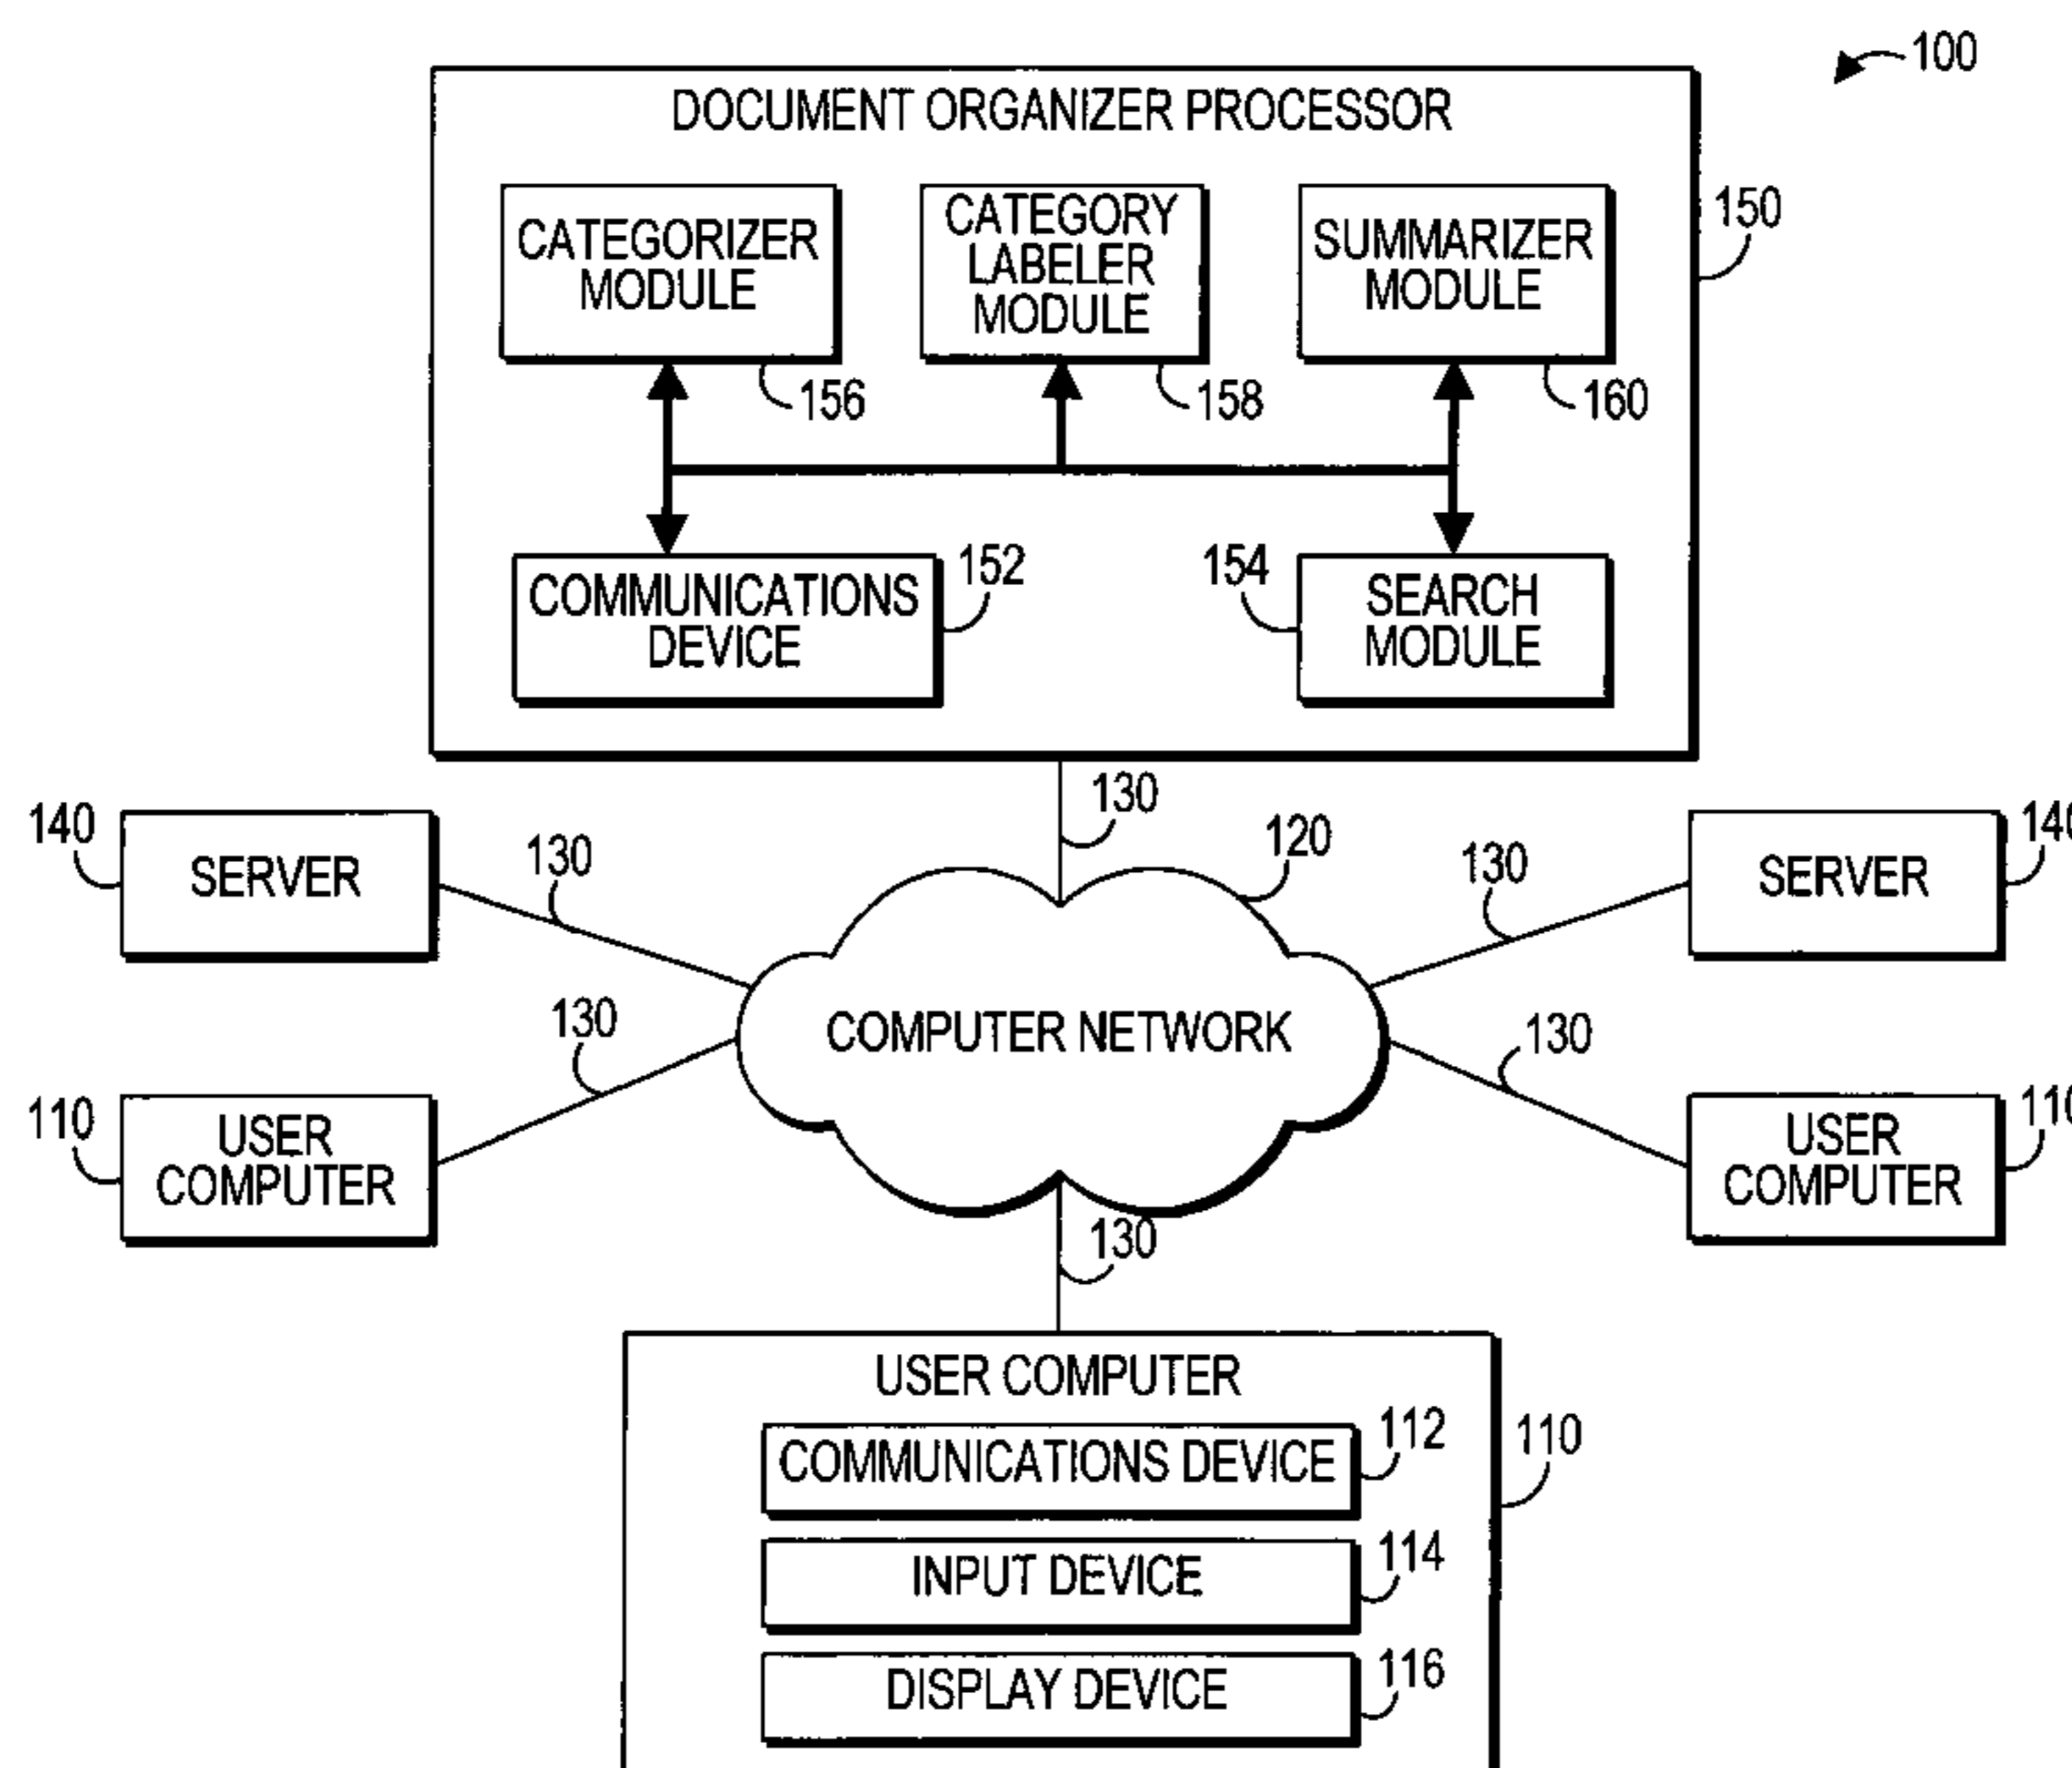 100
DOCUMENT ORGANIZER PROCESSOR
CATEGORIZER
MODULE
CATEGORY
LABELER
MODULE
SUMMARIZER
MODULE
150
156
158
160
COMMUNICATIONS
DEVICE
152
154
SEARCH
MODULE
130
140
SERVER
130
120
130
SERVER
140
COMPUTER NETWORK
130
130
110
USER
COMPUTER
USER
COMPUTER
110
130
USER COMPUTER
COMMUNICATIONS DEVICE
112
110
INPUT DEVICE
114
DISPLAY DEVICE
116